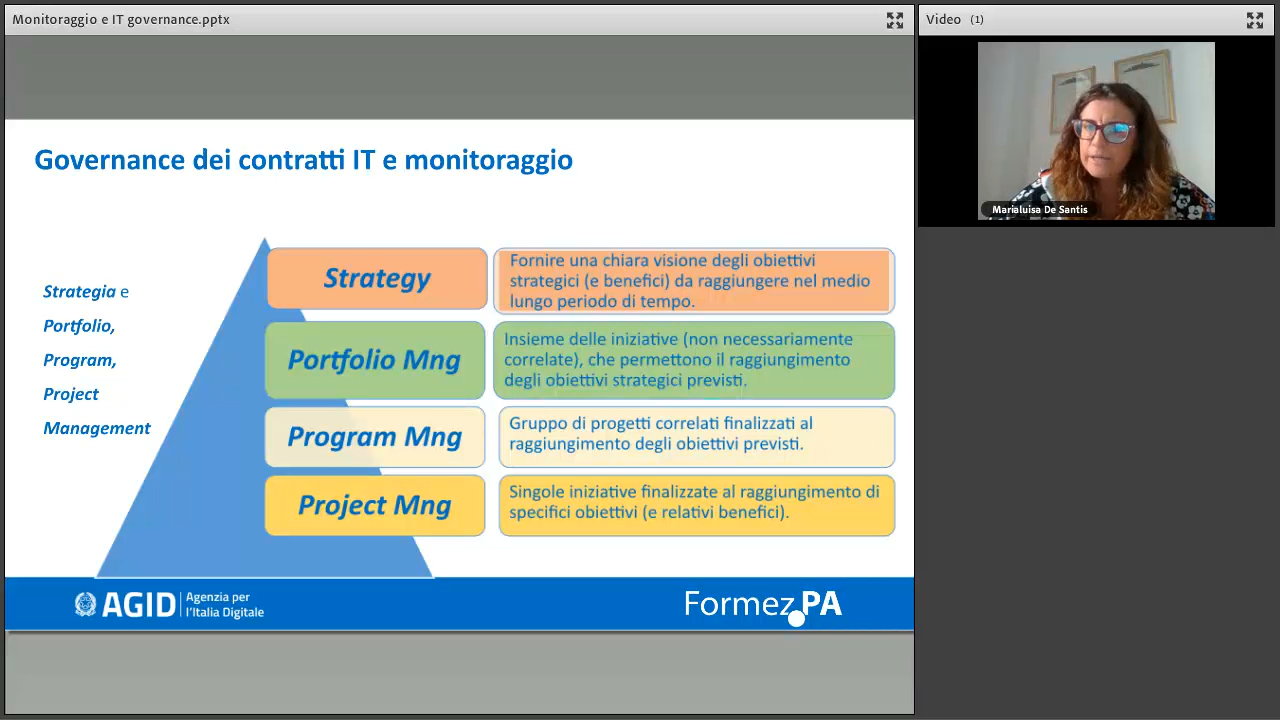 Monitoraggio e IT governance.pptx
Video (1)
Marialuisa De Santis
Governance dei contratti IT e monitoraggio
Strategia e
Portfolio,
Program,
Project
Management
Strategy
Fornire una chiara visione degli obiettivi
strategici (e benefici) da raggiungere nel medio
lungo periodo di tempo.
Portfolio Mng
Insieme delle iniziative (non necessariamente
correlate), che permettono il raggiungimento
degli obiettivi strategici previsti.
Program Mng
Gruppo di progetti correlati finalizzati al
raggiungimento degli obiettivi previsti.
Project Mng
Singole iniziative finalizzate al raggiungimento di
specifici obiettivi (e relativi benefici).
AGID
Agenzia per
l'Italia Digitale
Formez.PA